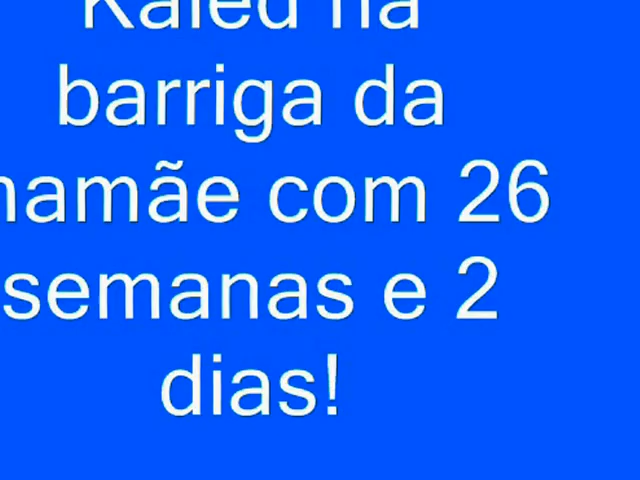 Kaled na
barriga da
mamãe com 26
semanas e 2
dias!